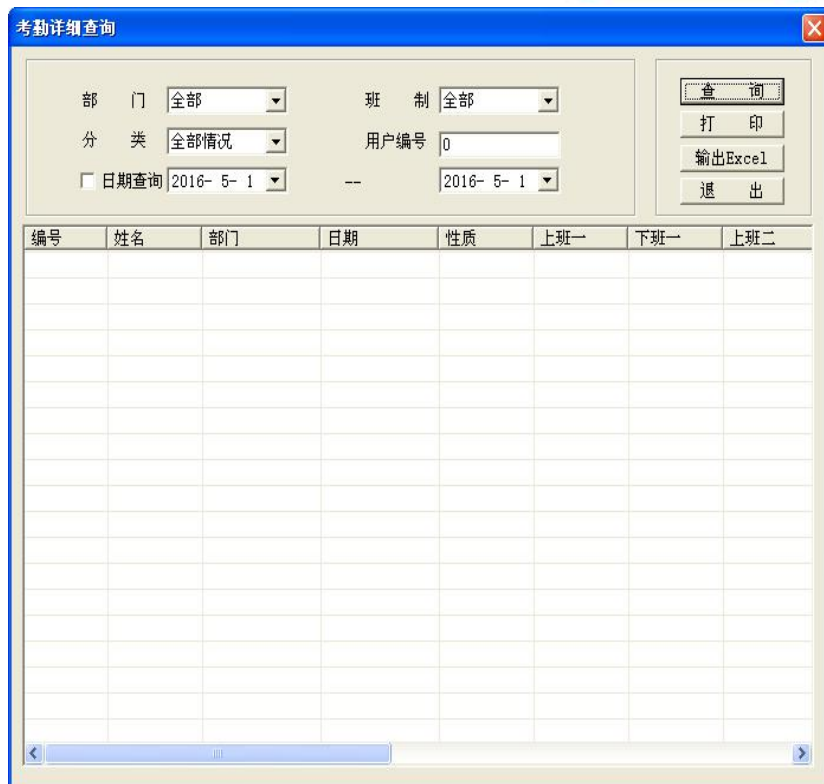 考勤详细查询
部 门 全部 班 制 全部 查 询
分 类 全部情况 用户编号 0 打 印
日期查询 2016- 5- 1 -- 2016- 5- 1 输出Excel
退 出
编号 姓名 部门 日期 性质 上班一 下班一 上班二